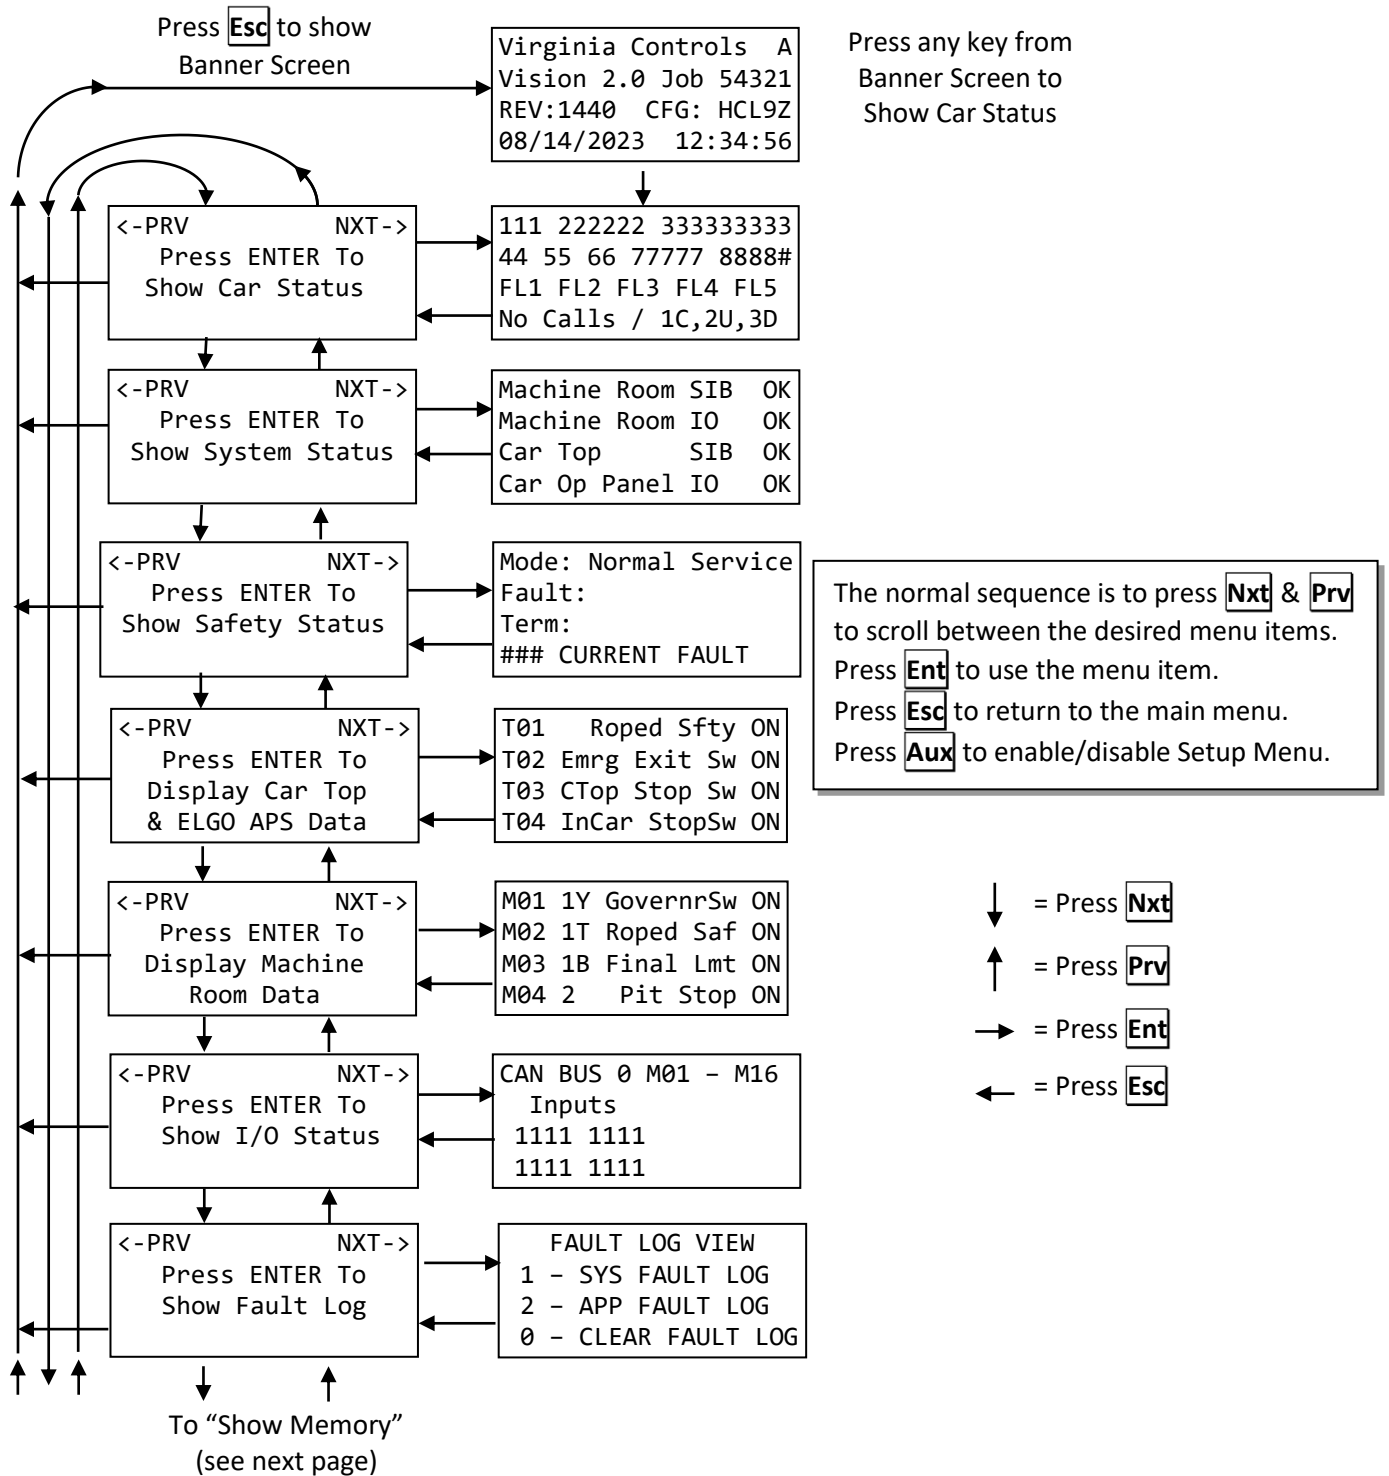 Press Esc to show
Banner Screen
Virginia Controls  A
Vision 2.0 Job 54321
REV:1440  CFG: HCL9Z
08/14/2023  12:34:56
Press any key from
Banner Screen to
Show Car Status
<-PRV          NXT->
Press ENTER To
Show Car Status
111 222222 333333333
44 55 66 77777 8888#
FL1 FL2 FL3 FL4 FL5
No Calls / 1C,2U,3D
<-PRV          NXT->
Press ENTER To
Show System Status
Machine Room SIB  OK
Machine Room IO   OK
Car Top      SIB  OK
Car Op Panel IO   OK
<-PRV          NXT->
Press ENTER To
Show Safety Status
Mode: Normal Service
Fault:
Term:
### CURRENT FAULT
The normal sequence is to press Nxt & Prv
to scroll between the desired menu items.
Press Ent to use the menu item.
Press Esc to return to the main menu.
Press Aux to enable/disable Setup Menu.
<-PRV          NXT->
Press ENTER To
Display Car Top
& ELGO APS Data
T01   Roped Sfty ON
T02 Emrg Exit Sw ON
T03 CTop Stop Sw ON
T04 InCar StopSw ON
<-PRV          NXT->
Press ENTER To
Display Machine
Room Data
M01 1Y GovernrSw ON
M02 1T Roped Saf ON
M03 1B Final Lmt ON
M04 2   Pit Stop ON
= Press Nxt
= Press Prv
= Press Ent
= Press Esc
<-PRV          NXT->
Press ENTER To
Show I/O Status
CAN BUS 0 M01 – M16
Inputs
1111 1111
1111 1111
<-PRV          NXT->
Press ENTER To
Show Fault Log
FAULT LOG VIEW
1 – SYS FAULT LOG
2 – APP FAULT LOG
0 – CLEAR FAULT LOG
To “Show Memory”
(see next page)